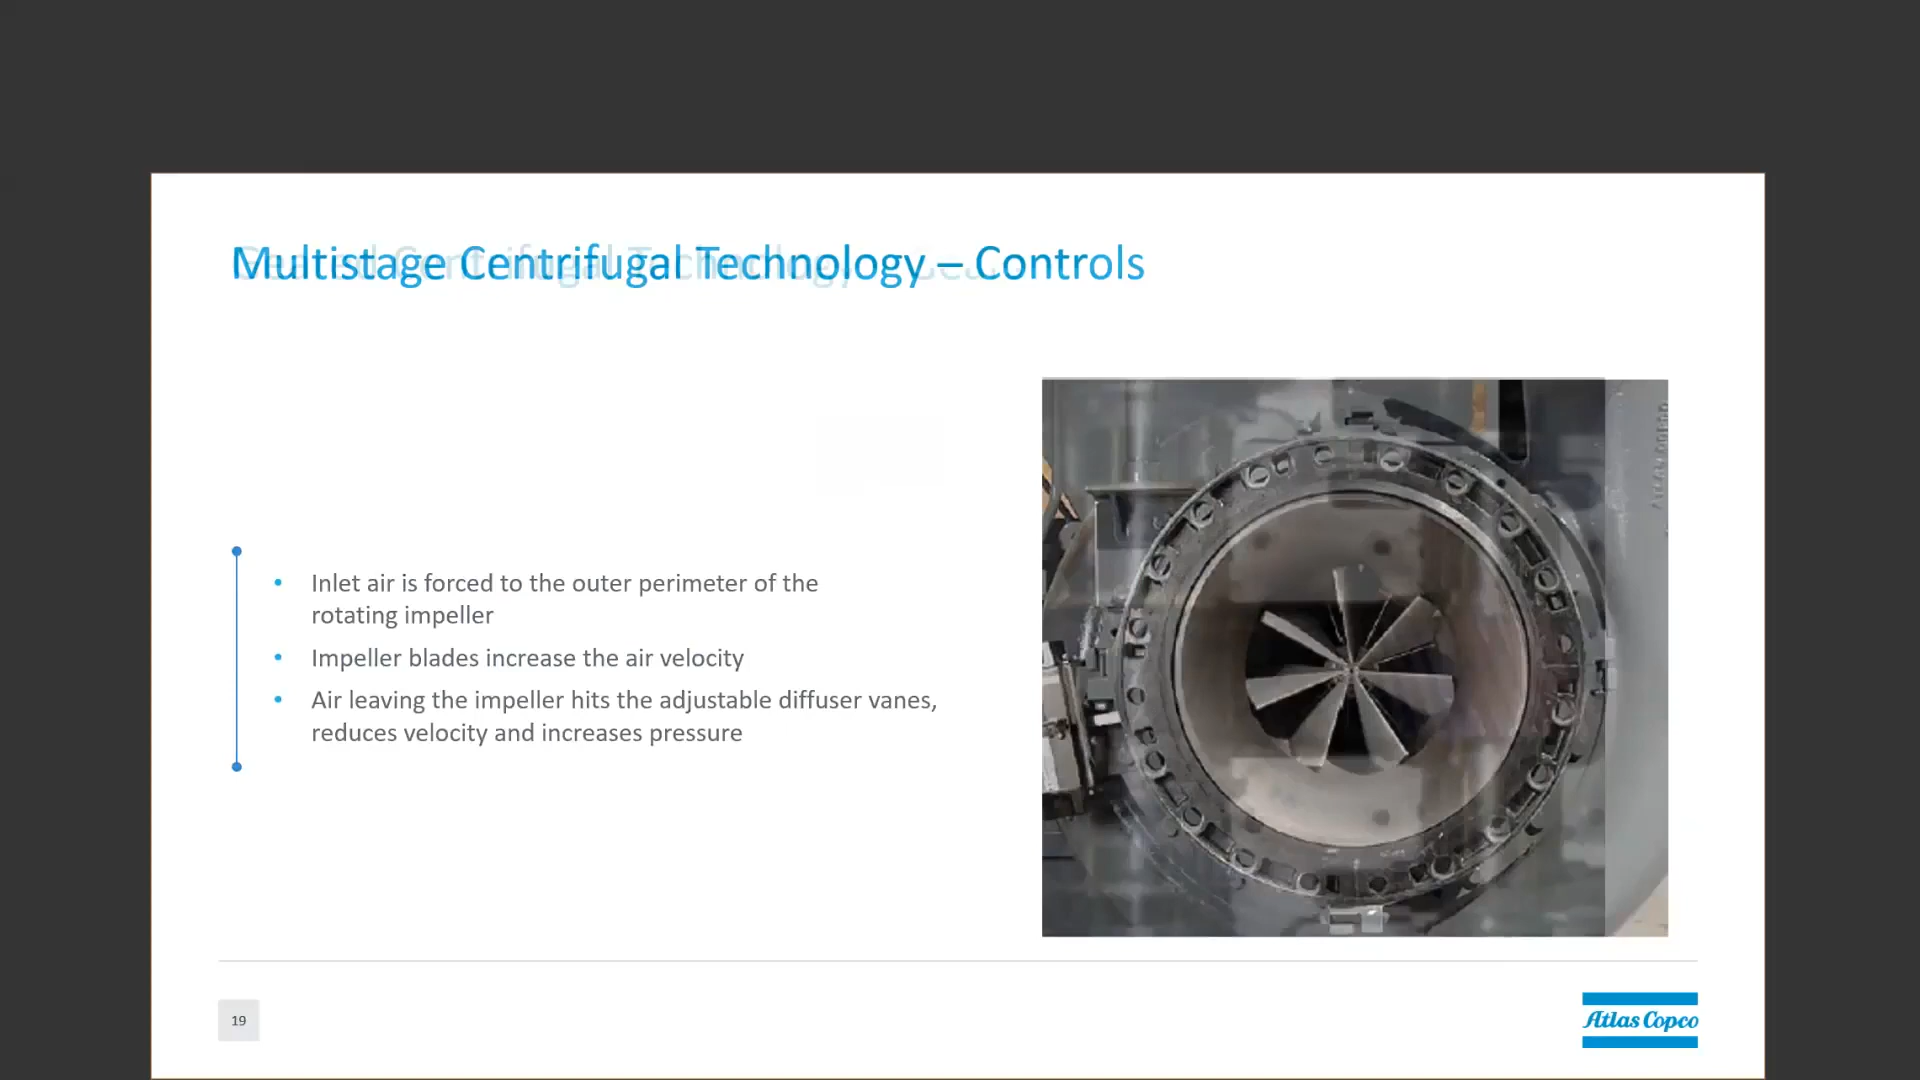 Multistage Centrifugal Technology – Controls
• Inlet air is forced to the outer perimeter of the
rotating impeller
• Impeller blades increase the air velocity
• Air leaving the impeller hits the adjustable diffuser vanes,
reduces velocity and increases pressure
19
Atlas Copco